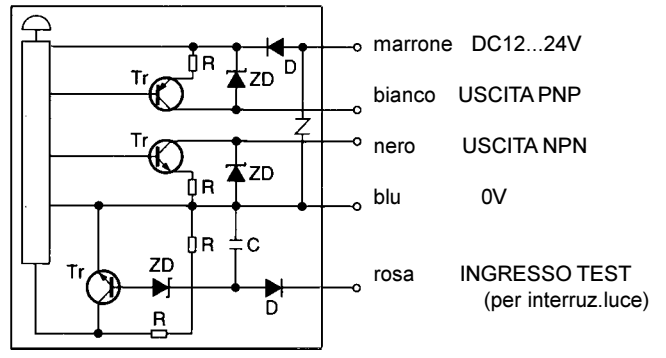 marrone DC12...24V
R
D
ZD
Tr
bianco USCITA PNP
Tr
nero USCITA NPN
ZD
R
blu 0V
R
C
Tr
ZD
rosa INGRESSO TEST
(per interruz.luce)
D
R